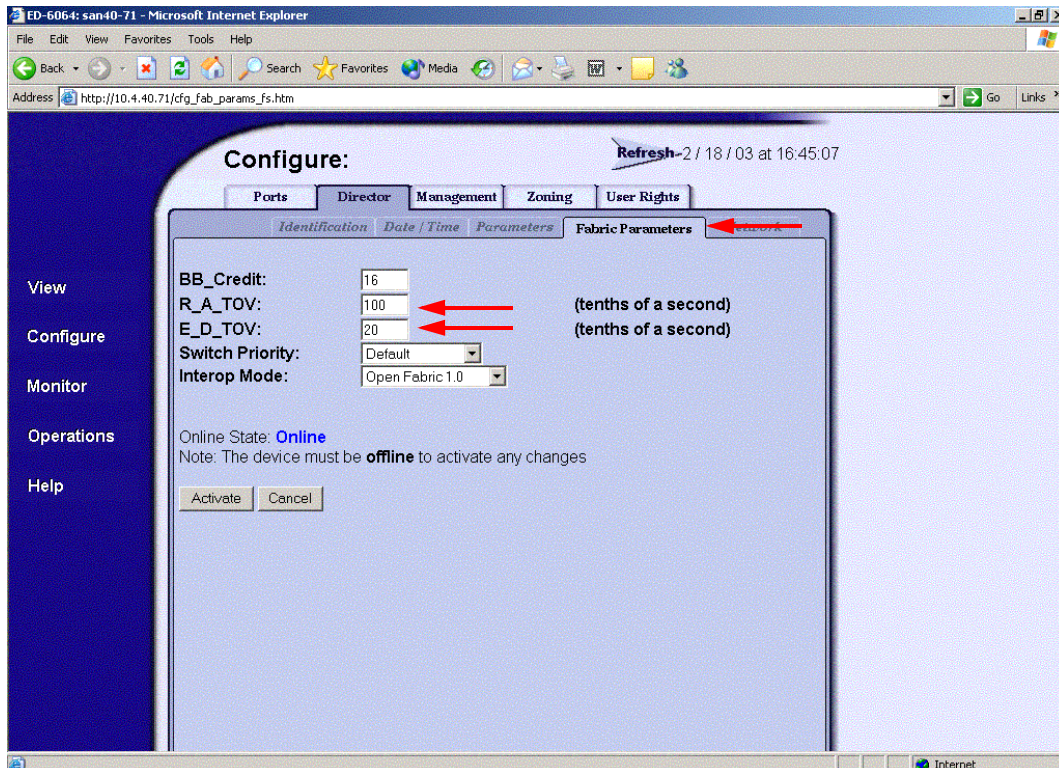 ED-6064: san40-71 - Microsoft Internet Explorer
File Edit View Favorites Tools Help
Back Search Favorites Media
Address http://10.4.40.71/cfg_fab_params_fs.htm Go Links »
Configure: Refresh-2 / 18 / 03 at 16:45:07
Ports Director Management Zoning User Rights
Identification Date / Time Parameters Fabric Parameters
View
Configure
Monitor
Operations
Help
BB_Credit: 16
R_A_TOV: 100 (tenths of a second)
E_D_TOV: 20 (tenths of a second)
Switch Priority: Default
Interop Mode: Open Fabric 1.0
Online State: Online
Note: The device must be offline to activate any changes
Activate Cancel
Internet